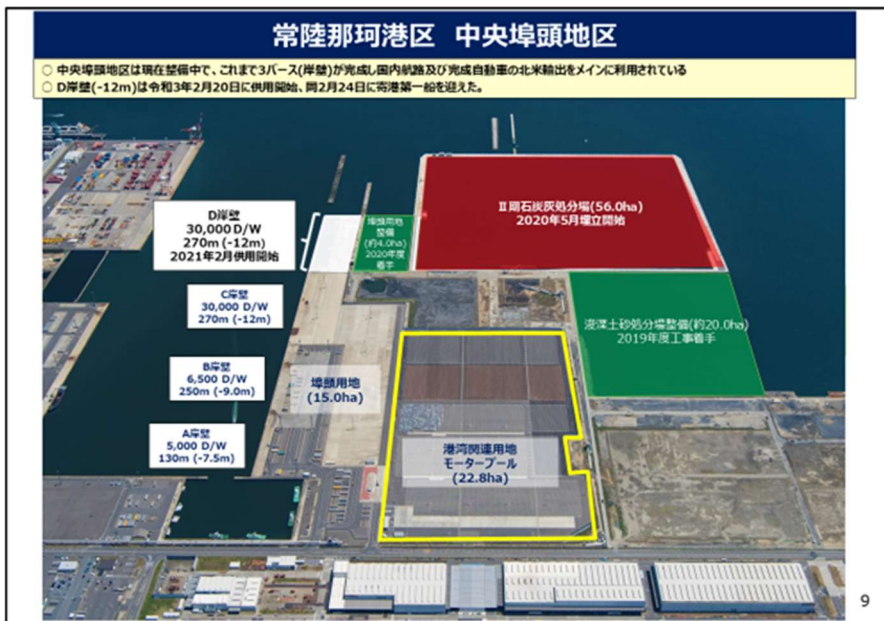 常陸那珂港区 中央埠頭地区
○ 中央埠頭地区は現在整備中で、これまで3バース(岸壁)が完成し国内航路及び完成自動車の北米輸出をメインに利用されている
○ D岸壁(-12m)は令和3年2月20日に供用開始、同2月24日に寄港第一船を迎えた。
Ⅱ期石炭灰処分場(56.0ha)
2020年5月埋立開始
D岸壁
30,000 D/W
270m (-12m)
2021年2月供用開始
埠頭用地
整備
(約4.0ha)
2020年度
着手
C岸壁
30,000 D/W
270m (-12m)
浚渫土砂処分場整備(約20.0ha)
2019年度工事着手
B岸壁
6,500 D/W
250m (-9.0m)
埠頭用地
(15.0ha)
A岸壁
5,000 D/W
130m (-7.5m)
港湾関連用地
モータープール
(22.8ha)
9